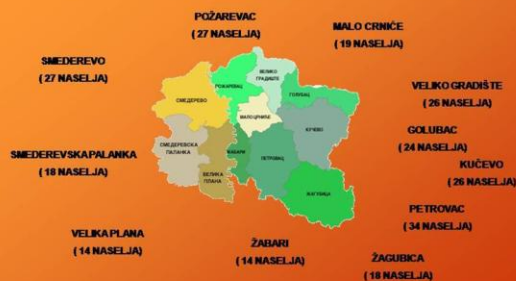 POŽAREVAC
( 27 NASELJA)
MALO CRNIĆE
( 19 NASELJA)
SMEDEREVO
( 27 NASELJA)
VELIKO GRADIŠTE
( 26 NASELJA)
GOLUBAC
( 24 NASELJA)
KUČEVO
( 26 NASELJA)
SMEDEREVSKA PALANKA
( 18 NASELJA)
PETROVAC
( 34 NASELJA)
VELIKA PLANA
( 14 NASELJA)
ŽABARI
( 14 NASELJA)
ŽAGUBICA
( 18 NASELJA)
ВЕЛИКО
ГРАДИШТЕ
ПОЖАРЕВАЦ
ГОЛУБАЦ
СМЕДЕРЕВО
МАЛО ЦРНИЋЕ
КУЧЕВО
СМЕДЕРЕВСКА
ПАЛАНКА
ЖАБАРИ
ПЕТРОВАЦ
ВЕЛИКА
ПЛАНА
ЖАГУБИЦА